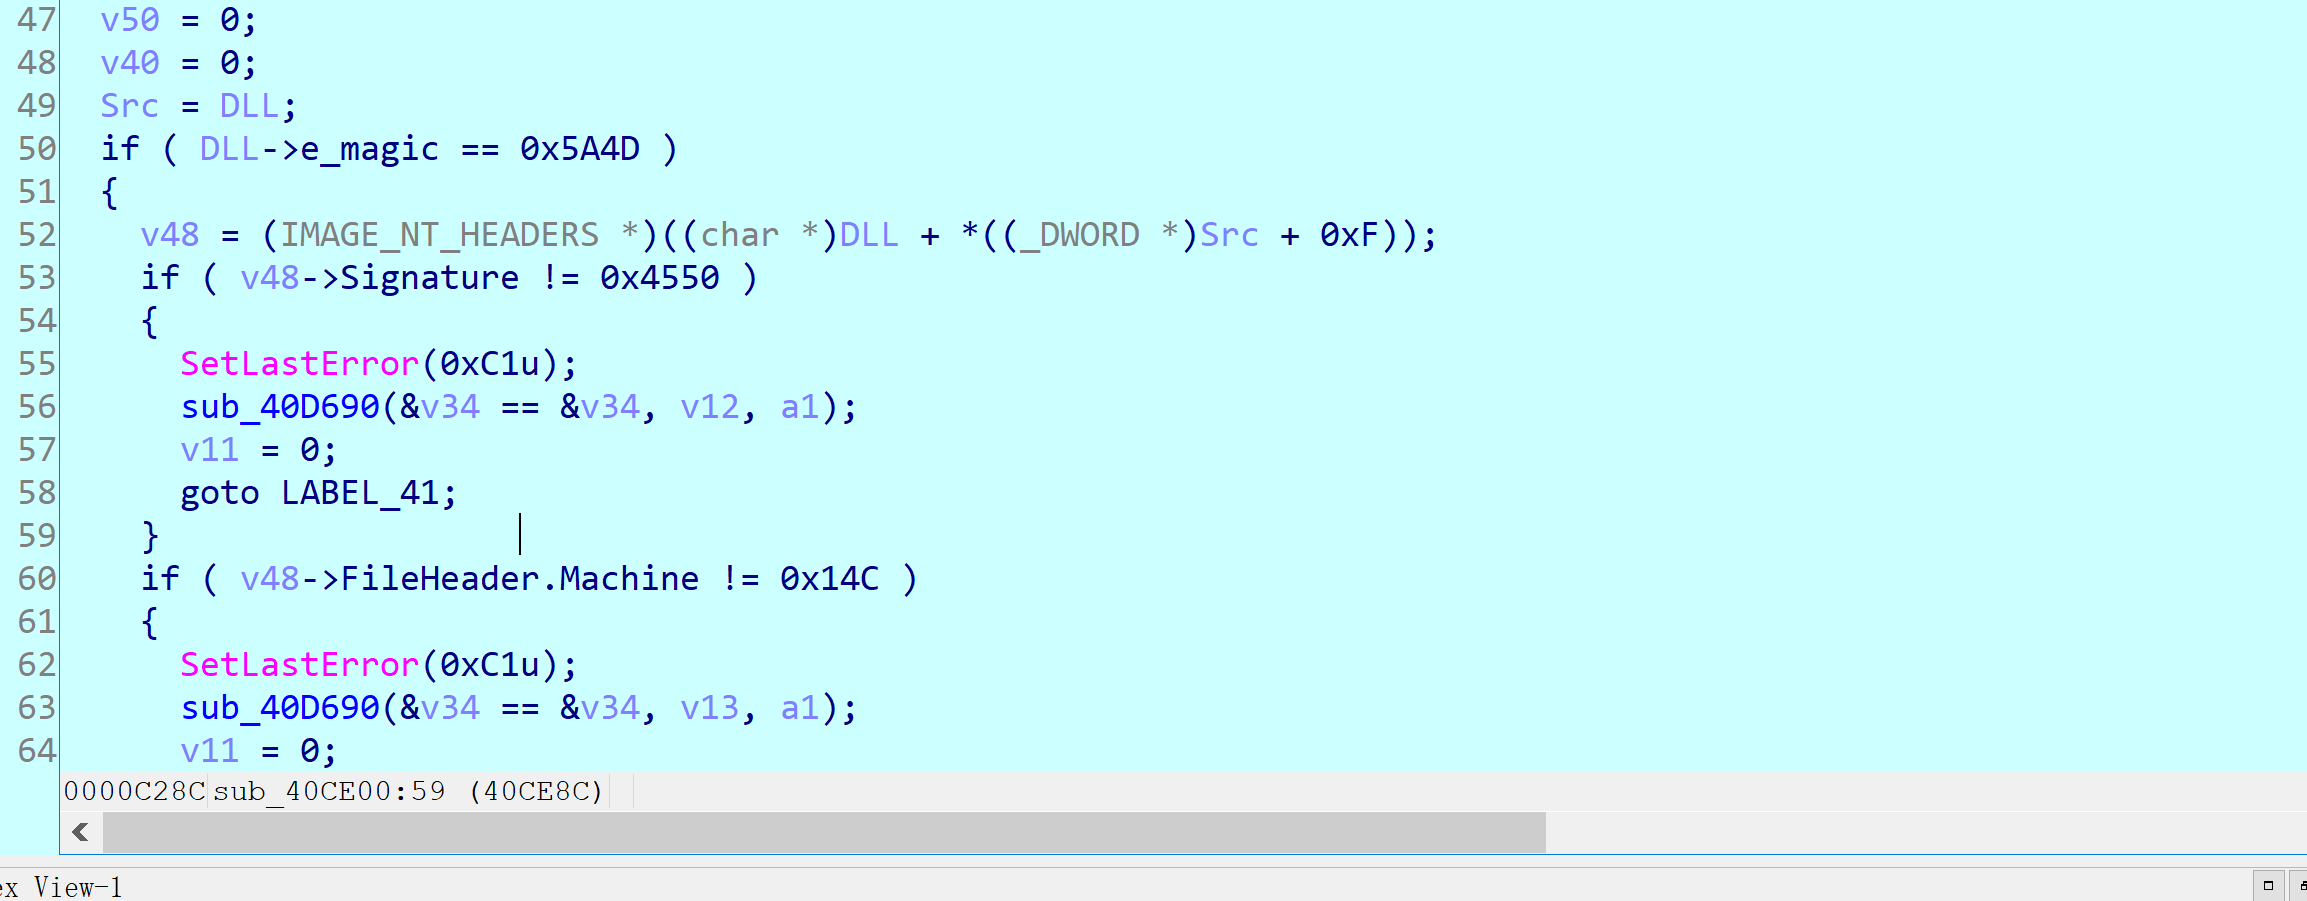 47 v50 = 0;
48 v40 = 0;
49 Src = DLL;
50 if ( DLL->e_magic == 0x5A4D )
51 {
52 v48 = (IMAGE_NT_HEADERS *)((char *)DLL + *((_DWORD *)Src + 0xF));
53 if ( v48->Signature != 0x4550 )
54 {
55 SetLastError(0xC1u);
56 sub_40D690(&v34 == &v34, v12, a1);
57 v11 = 0;
58 goto LABEL_41;
59 }
60 if ( v48->FileHeader.Machine != 0x14C )
61 {
62 SetLastError(0xC1u);
63 sub_40D690(&v34 == &v34, v13, a1);
64 v11 = 0;
0000C28C sub_40CE00:59 (40CE8C)
ex View-1